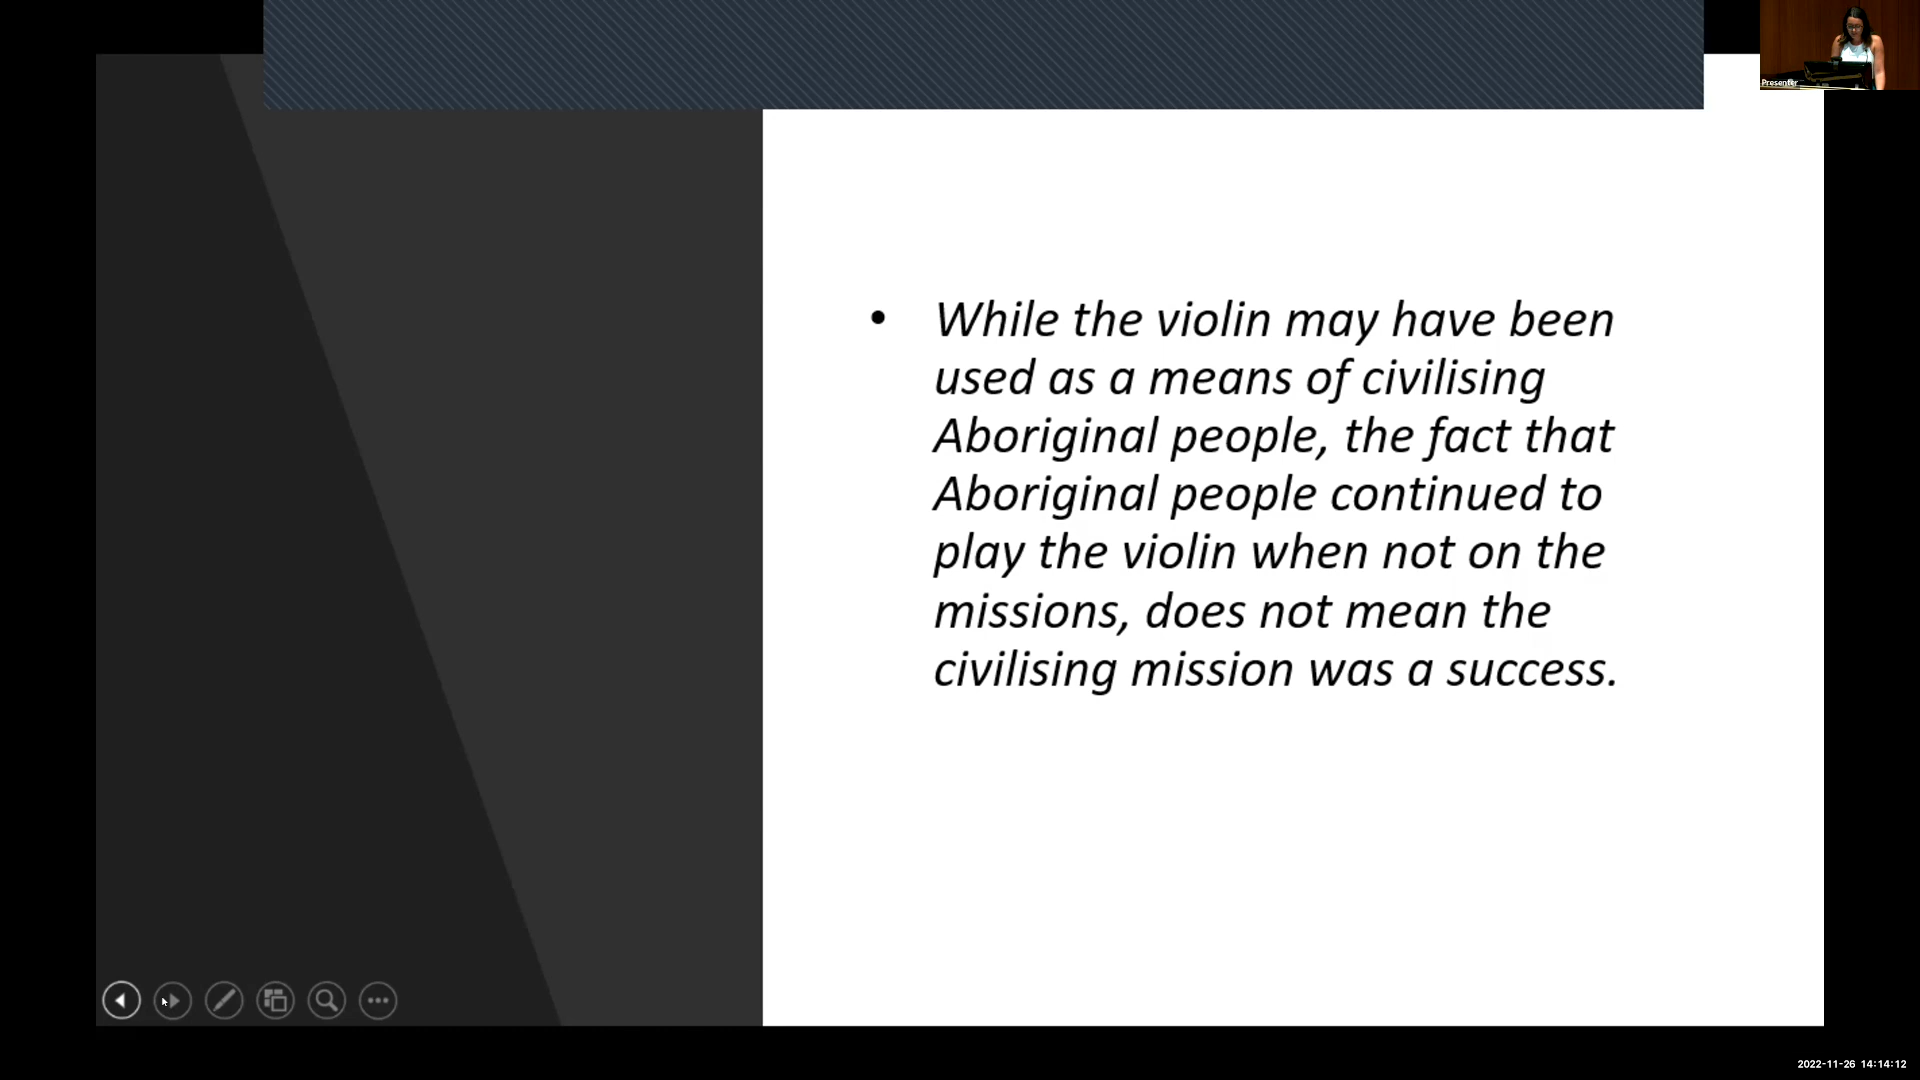 Presenter
• While the violin may have been
used as a means of civilising
Aboriginal people, the fact that
Aboriginal people continued to
play the violin when not on the
missions, does not mean the
civilising mission was a success.
2022-11-26 14:14:12